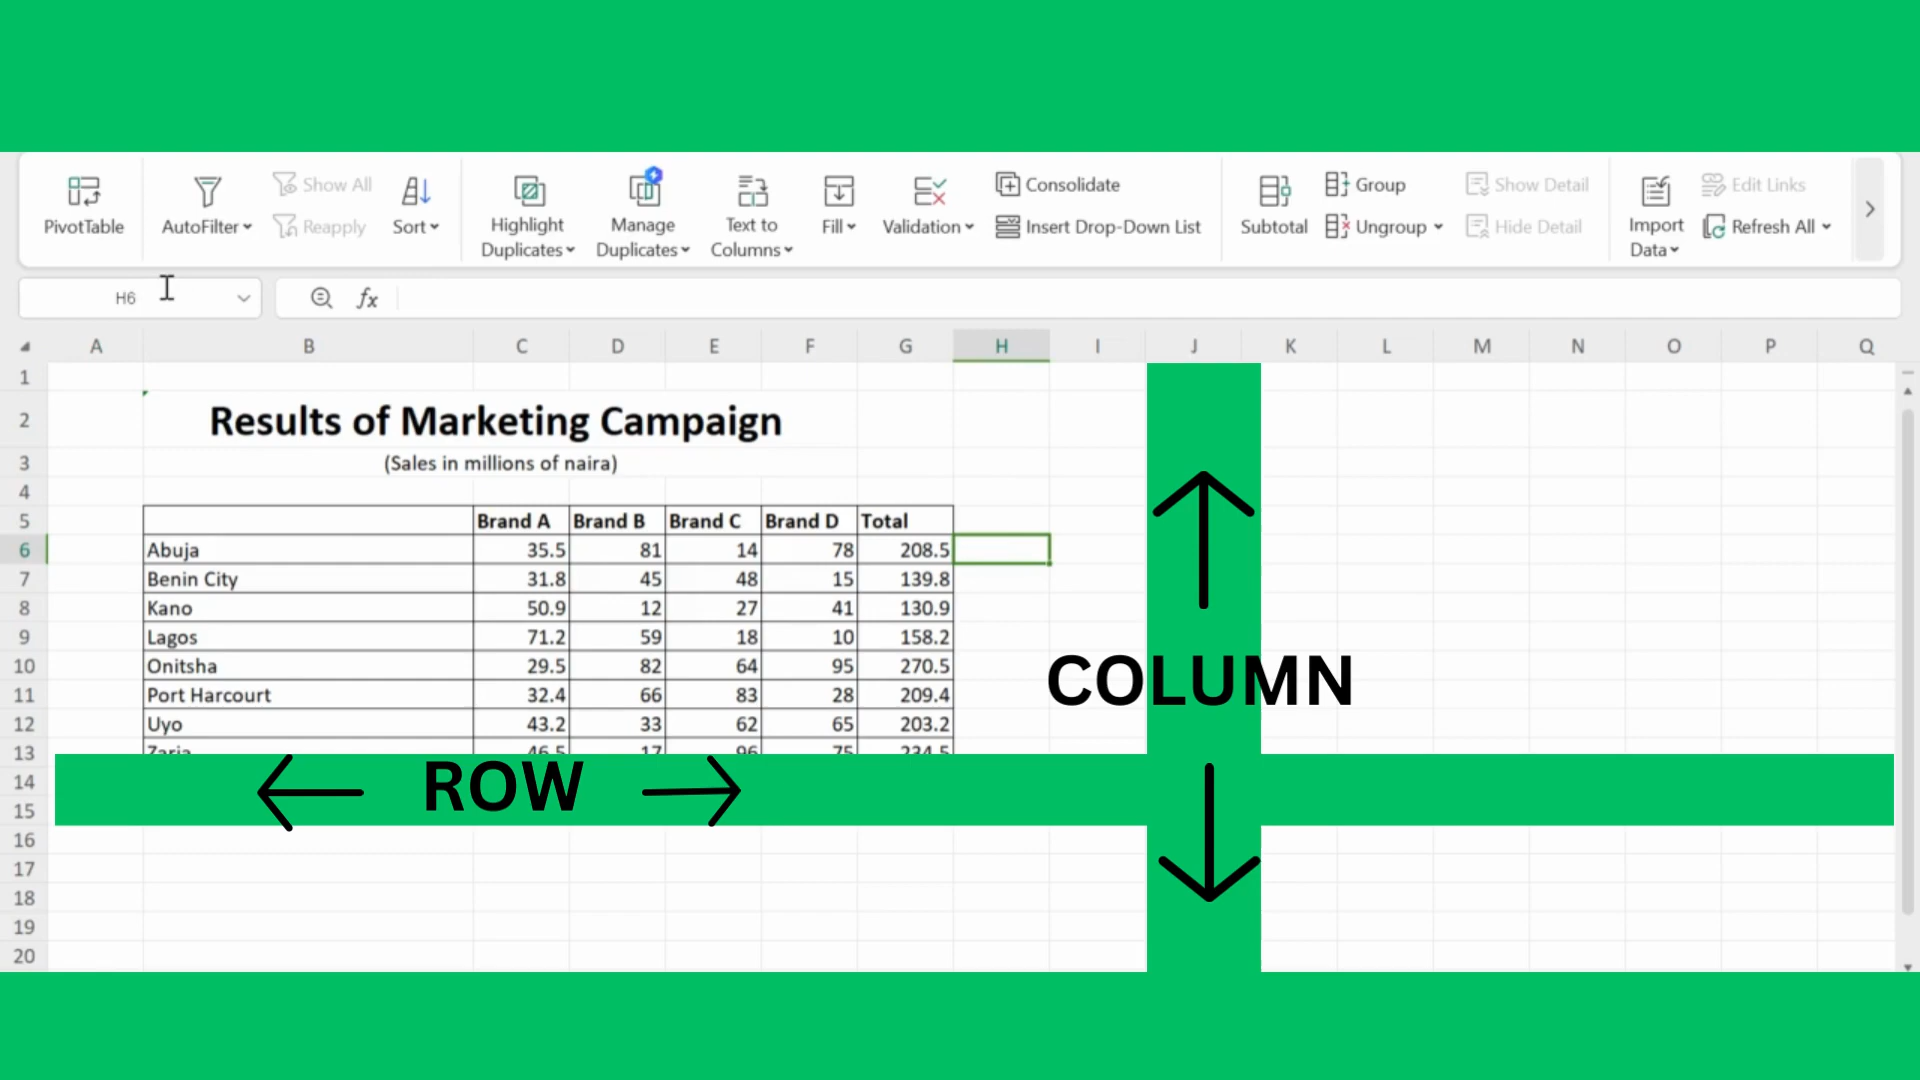 PivotTable
AutoFilter
Show All
Reapply
Sort
Highlight
Duplicates
Manage
Duplicates
Text to
Columns
Fill
Validation
Consolidate
Insert Drop-Down List
Subtotal
Group
Ungroup
Show Detail
Hide Detail
Import
Data
Edit Links
Refresh All
H6
fx
A B C D E F G H I J K L M N O P Q
1
2 Results of Marketing Campaign
3 (Sales in millions of naira)
4
5 Brand A Brand B Brand C Brand D Total
6 Abuja 35.5 81 14 78 208.5
7 Benin City 31.8 45 48 15 139.8
8 Kano 50.9 12 27 41 130.9
9 Lagos 71.2 59 18 10 158.2
10 Onitsha 29.5 82 64 95 270.5
11 Port Harcourt 32.4 66 83 28 209.4
12 Uyo 43.2 33 62 65 203.2
13 Zaria 46.5 17 96 75 234.5
14
15
16
17
18
19
20
COLUMN
ROW